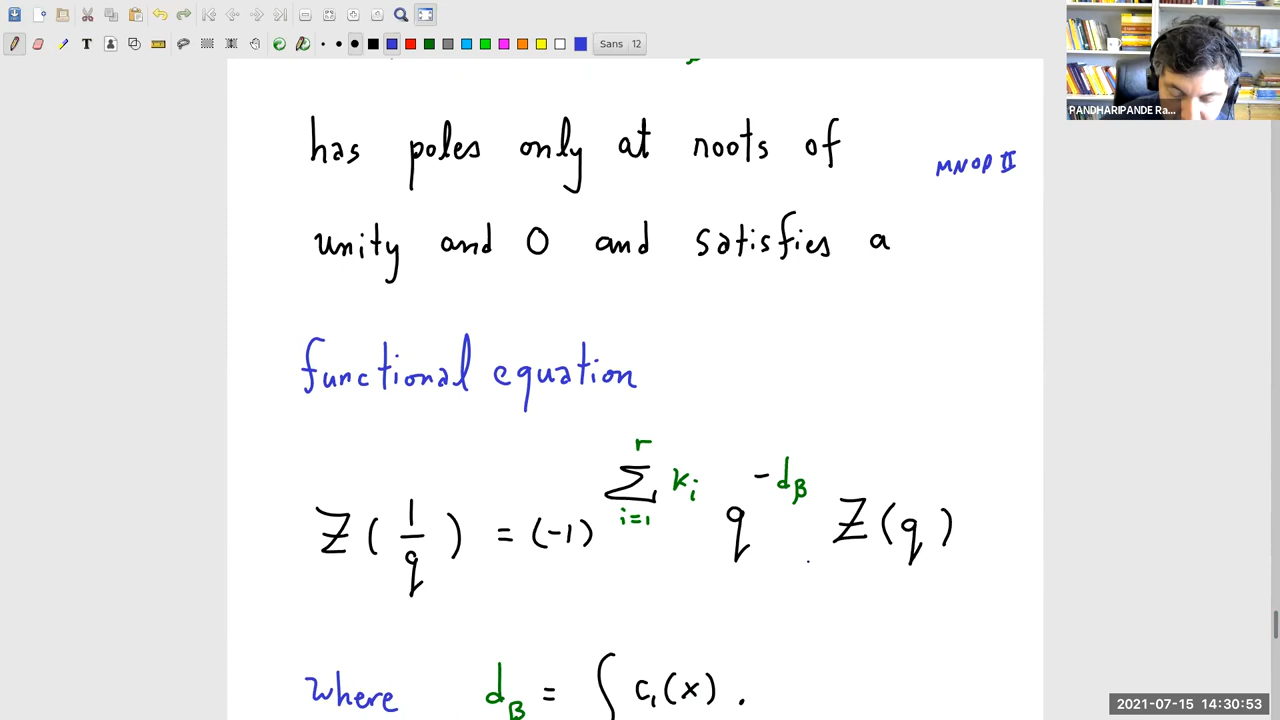 T
Sans 12
PANDHARIPANDE Ra...
has poles only at roots of
MNOP II
unity and 0 and satisfies a
functional equation
Z(1/q) = (-1)^{\sum_{i=1}^{r} k_i} q^{-d_β} Z(q)
where d_β = ∫ c_1(X).
2021-07-15 14:30:53